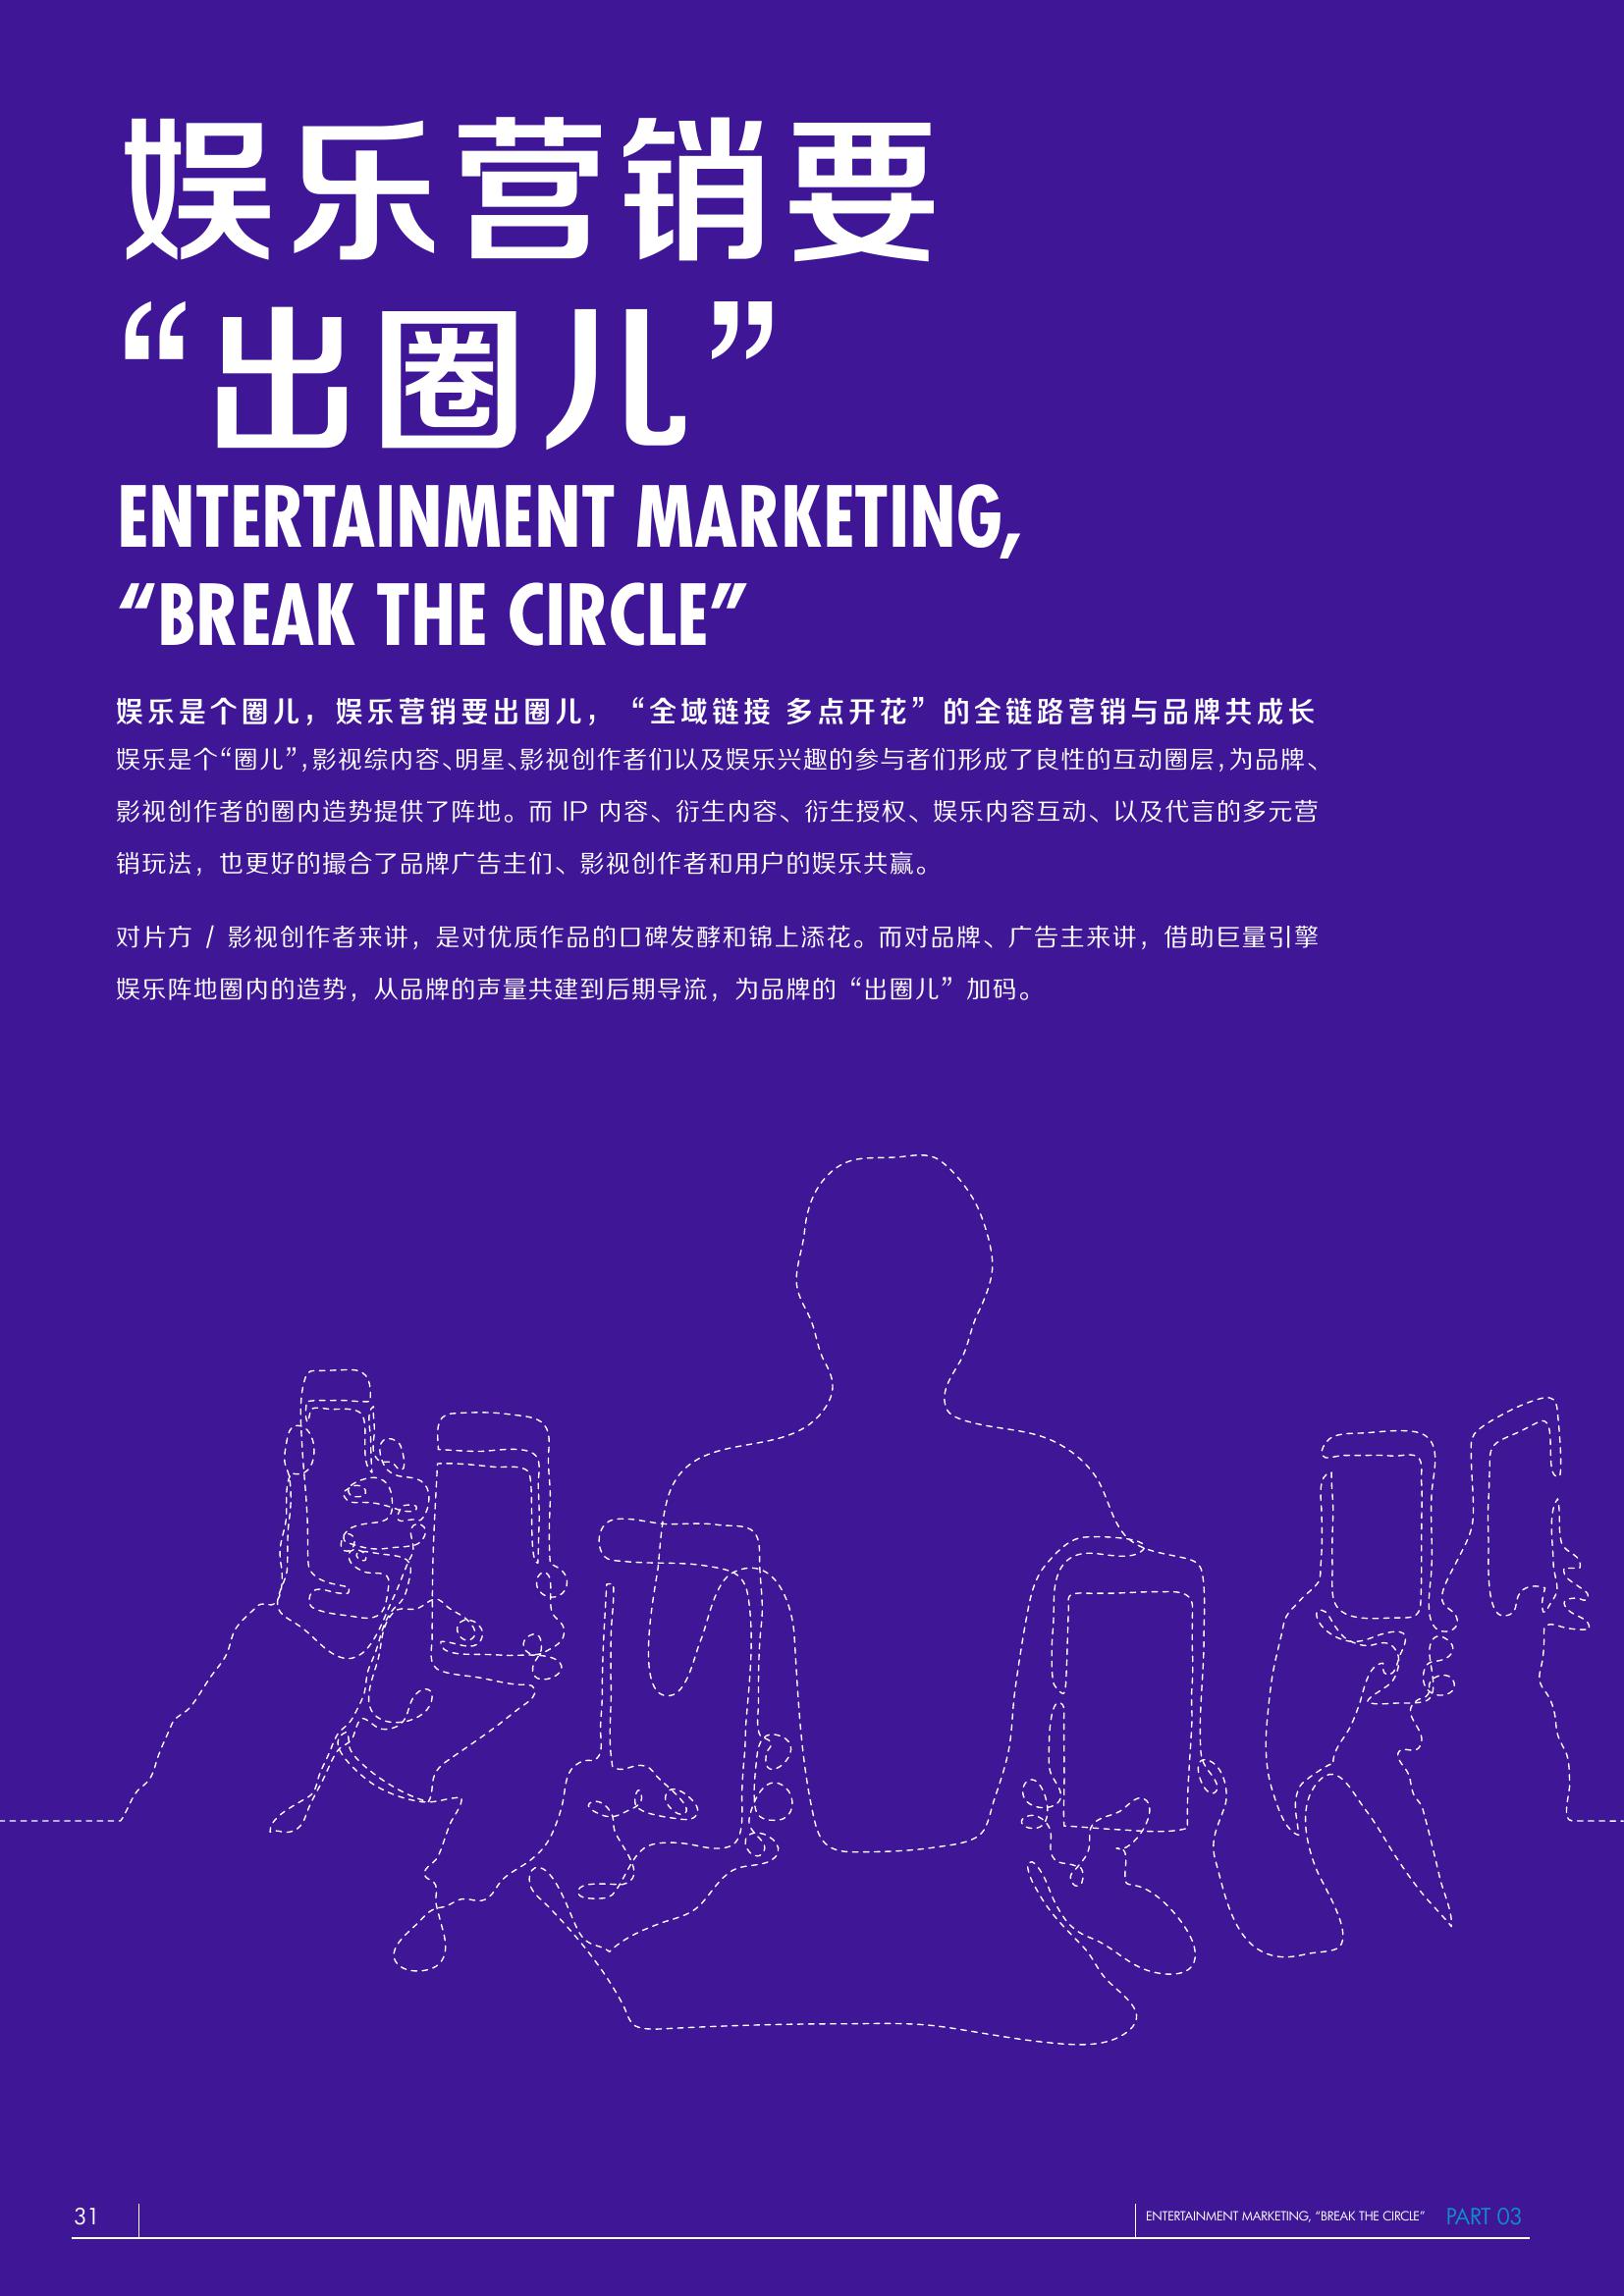 娱乐营销要
“出圈儿”
ENTERTAINMENT MARKETING,
“BREAK THE CIRCLE”
娱乐是个圈儿，娱乐营销要出圈儿，“全域链接 多点开花”的全链路营销与品牌共成长
娱乐是个“圈儿”，影视综内容、明星、影视创作者们以及娱乐兴趣的参与者们形成了良性的互动圈层，为品牌、
影视创作者的圈内造势提供了阵地。而 IP 内容、衍生内容、衍生授权、娱乐内容互动、以及代言的多元营
销玩法，也更好的撮合了品牌广告主们、影视创作者和用户的娱乐共赢。
对片方 / 影视创作者来讲，是对优质作品的口碑发酵和锦上添花。而对品牌、广告主来讲，借助巨量引擎
娱乐阵地圈内的造势，从品牌的声量共建到后期导流，为品牌的“出圈儿”加码。
31
ENTERTAINMENT MARKETING, “BREAK THE CIRCLE” PART 03